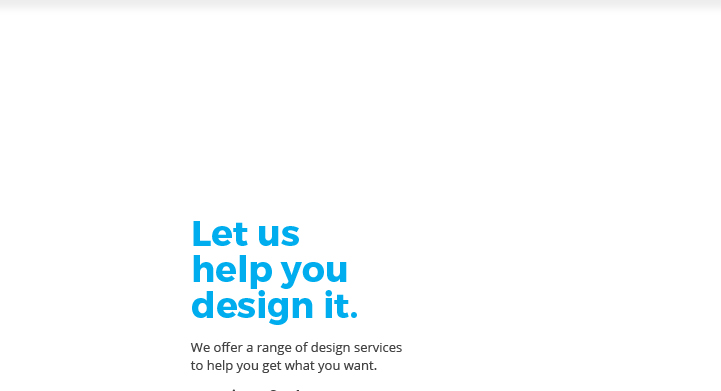 Let us
help you
design it.
We offer a range of design services
to help you get what you want.